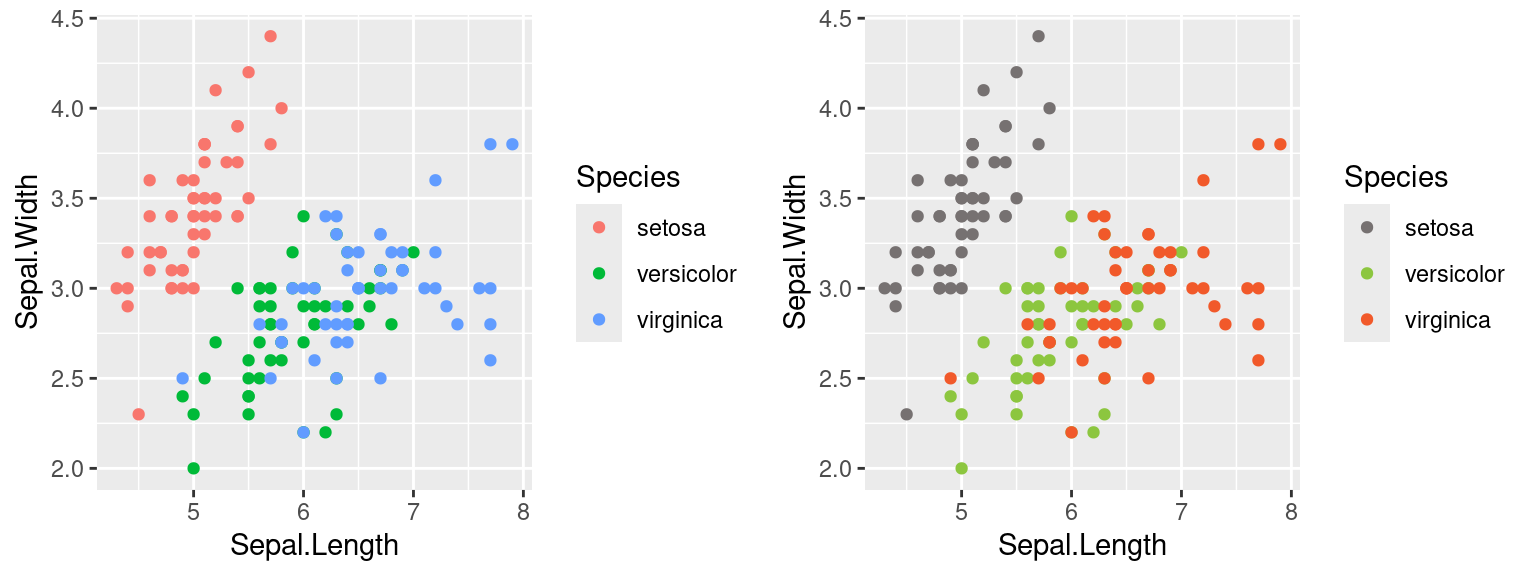 4.5
4.0
3.5
3.0
2.5
2.0
Sepal.Width
5 6 7 8
Sepal.Length
Species
setosa
versicolor
virginica
4.5
4.0
3.5
3.0
2.5
2.0
Sepal.Width
5 6 7 8
Sepal.Length
Species
setosa
versicolor
virginica